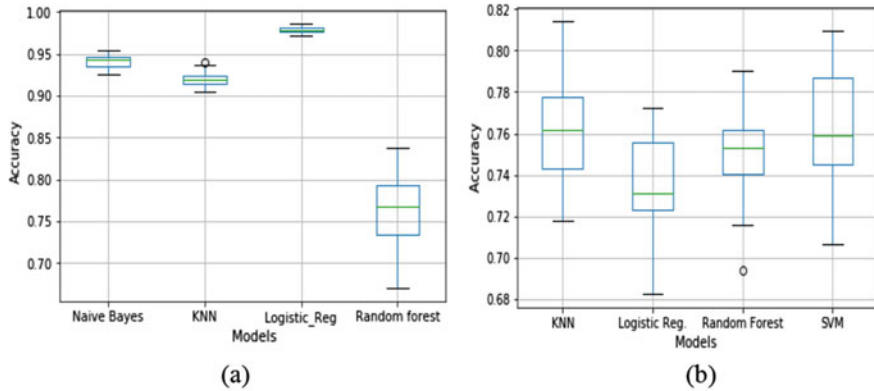 1.00
0.95
0.90
0.85
0.80
0.75
0.70
Accuracy
Naive Bayes KNN Logistic_Reg Random forest
Models
(a)
0.82
0.80
0.78
0.76
0.74
0.72
0.70
0.68
Accuracy
KNN Logistic Reg. Random Forest SVM
Models
(b)